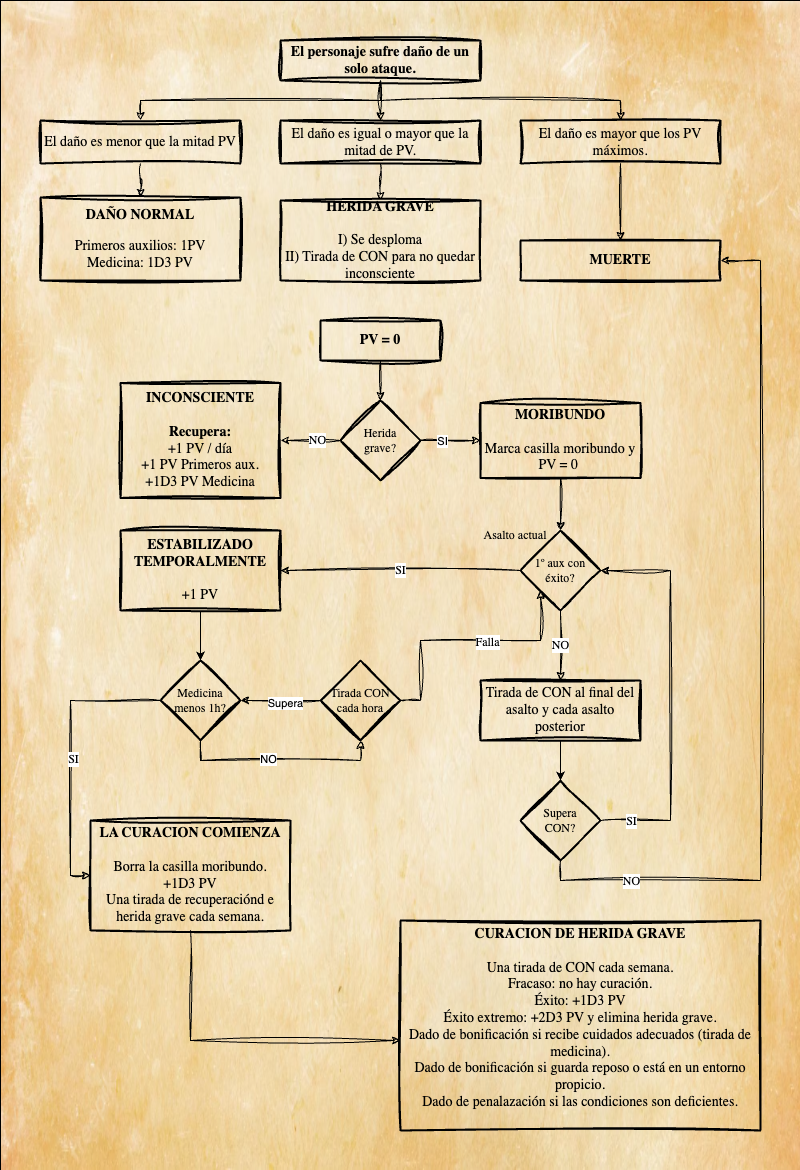 El personaje sufre daño de un
solo ataque.
El daño es menor que la mitad PV
El daño es igual o mayor que la
mitad de PV.
El daño es mayor que los PV
máximos.
DAÑO NORMAL
Primeros auxilios: 1PV
Medicina: 1D3 PV
HERIDA GRAVE
I) Se desploma
II) Tirada de CON para no quedar
inconsciente
MUERTE
PV = 0
INCONSCIENTE
Recupera:
+1 PV / día
+1 PV Primeros aux.
+1D3 PV Medicina
NO
Herida
grave?
SI
MORIBUNDO
Marca casilla moribundo y
PV = 0
Asalto actual
1º aux con
éxito?
SI
ESTABILIZADO
TEMPORALMENTE
+1 PV
Falla
NO
Medicina
menos 1h?
Supera
Tirada CON
cada hora
Tirada de CON al final del
asalto y cada asalto
posterior
SI
NO
Supera
CON?
SI
NO
LA CURACION COMIENZA
Borra la casilla moribundo.
+1D3 PV
Una tirada de recuperaciónd e
herida grave cada semana.
CURACION DE HERIDA GRAVE
Una tirada de CON cada semana.
Fracaso: no hay curación.
Éxito: +1D3 PV
Éxito extremo: +2D3 PV y elimina herida grave.
Dado de bonificación si recibe cuidados adecuados (tirada de
medicina).
Dado de bonificación si guarda reposo o está en un entorno
propicio.
Dado de penalazación si las condiciones son deficientes.